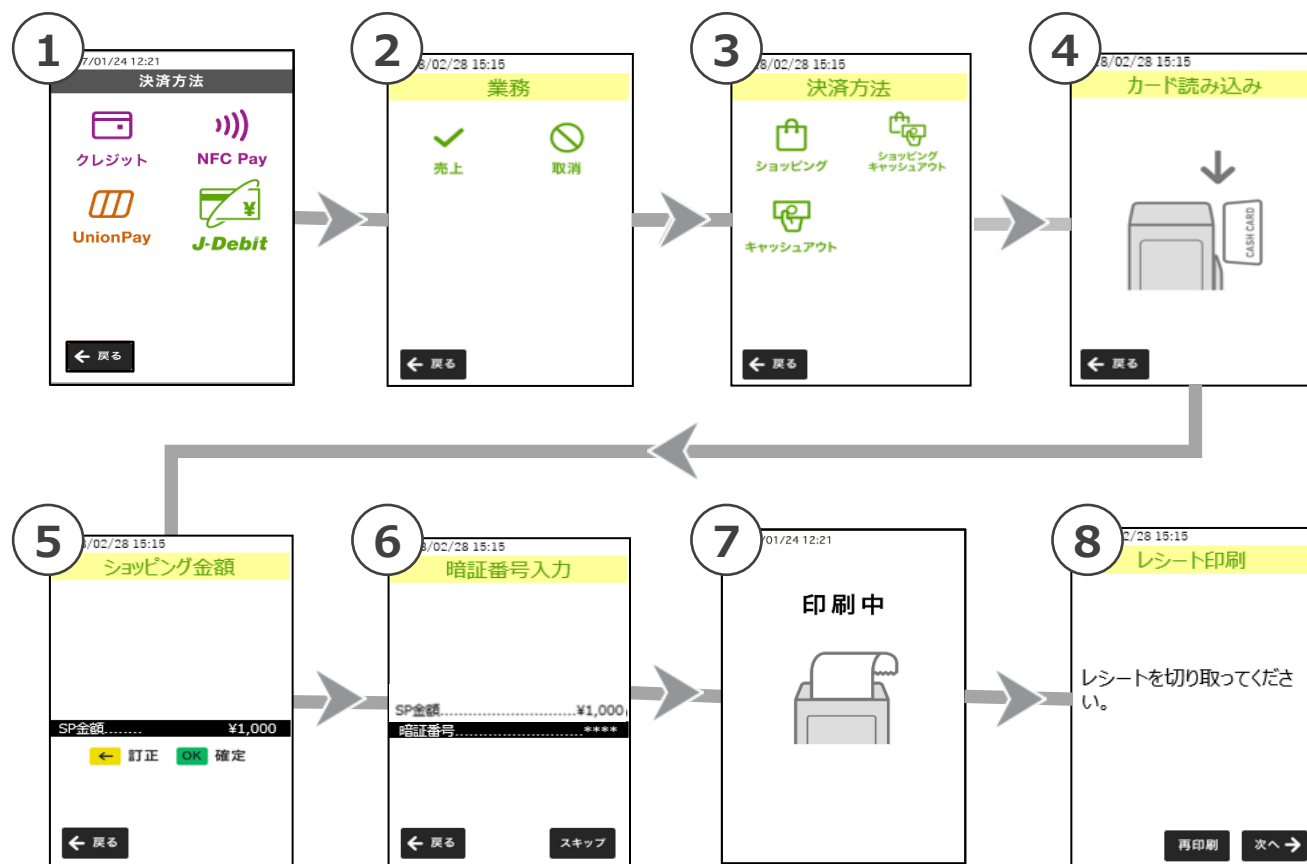 1
7/01/24 12:21
決済方法
クレジット
NFC Pay
UnionPay
J-Debit
戻る
2
8/02/28 15:15
業務
売上
取消
戻る
3
8/02/28 15:15
決済方法
ショッピング
ショッピング
キャッシュアウト
キャッシュアウト
戻る
4
8/02/28 15:15
カード読み込み
CASH CARD
戻る
5
/02/28 15:15
ショッピング金額
SP金額........ ¥1,000
訂正 OK 確定
戻る
6
8/02/28 15:15
暗証番号入力
SP金額............................¥1,000
暗証番号..........................****
戻る
スキップ
7
/01/24 12:21
印刷中
8
2/28 15:15
レシート印刷
レシートを切り取ってくださ
い。
再印刷
次へ